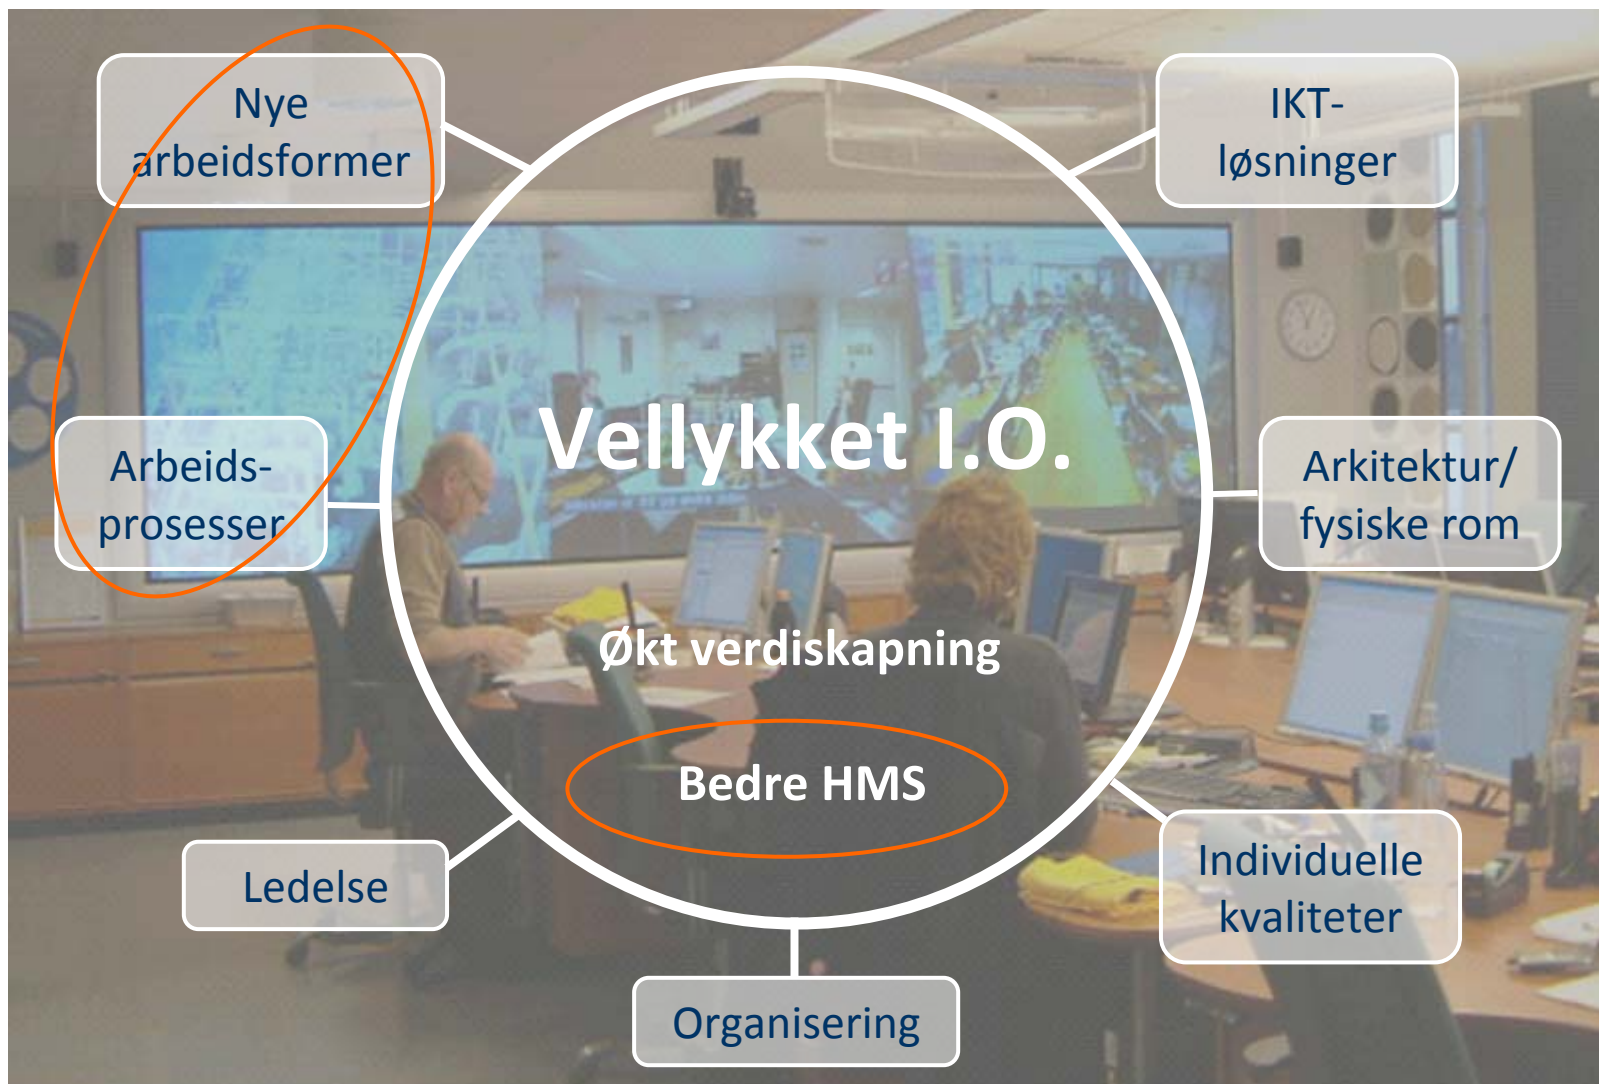 Nye
arbeidsformer
IKT-
løsninger
Vellykket I.O.
Arbeids-
prosesser
Arkitektur/
fysiske rom
Økt verdiskapning
Bedre HMS
Ledelse
Individuelle
kvaliteter
Organisering